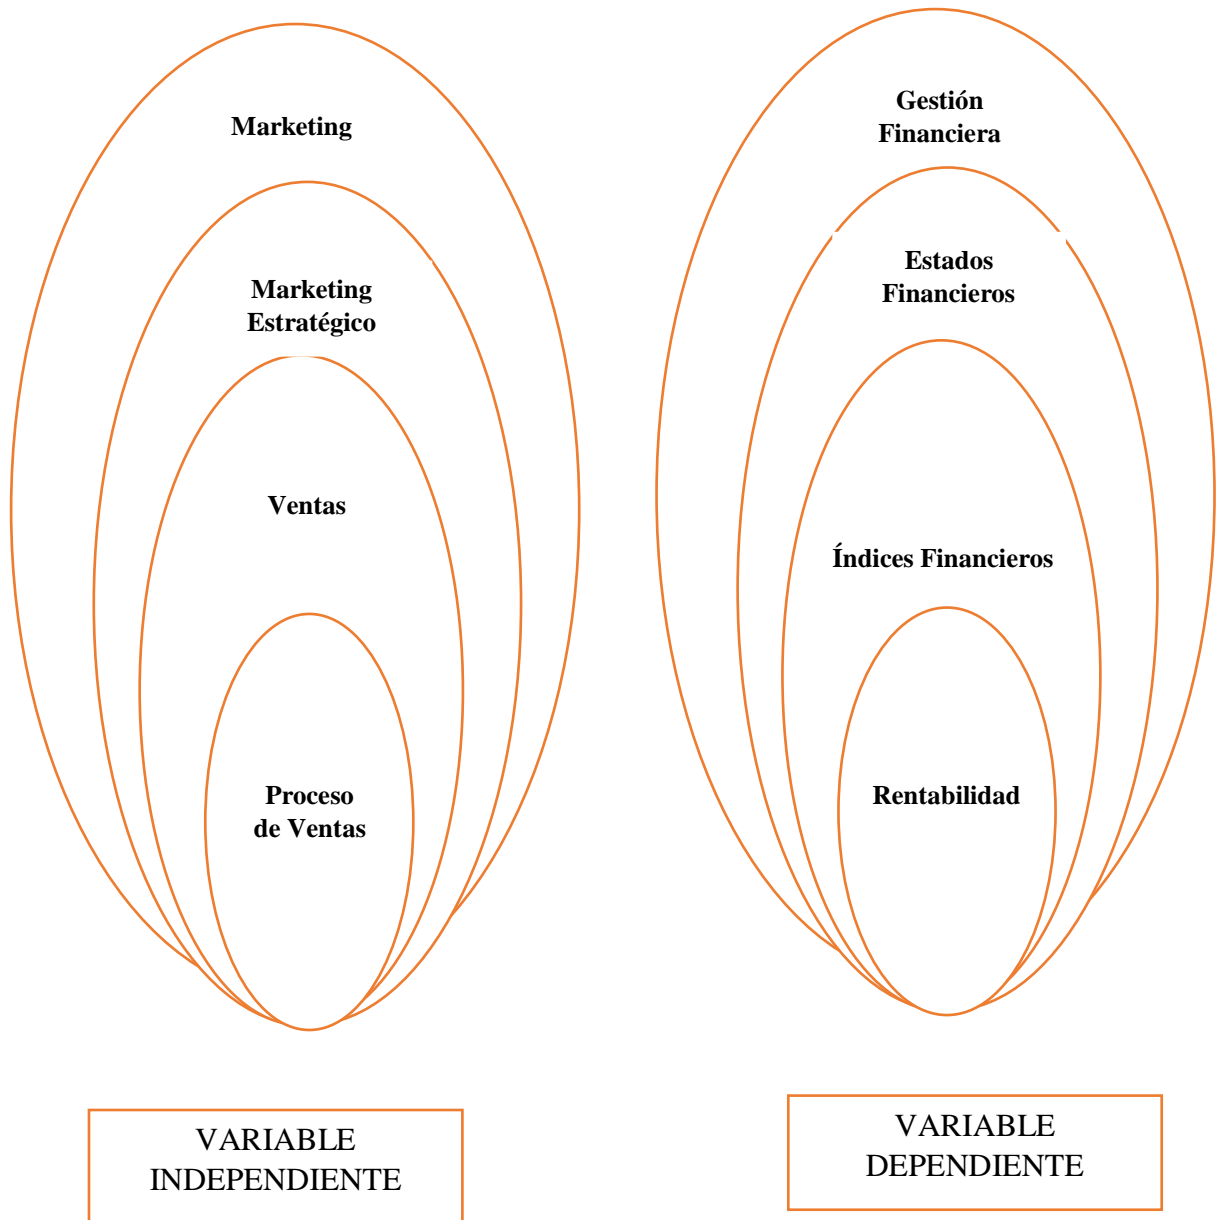 Marketing
Marketing
Estratégico
Ventas
Proceso
de Ventas
VARIABLE
INDEPENDIENTE
Gestión
Financiera
Estados
Financieros
Índices Financieros
Rentabilidad
VARIABLE
DEPENDIENTE